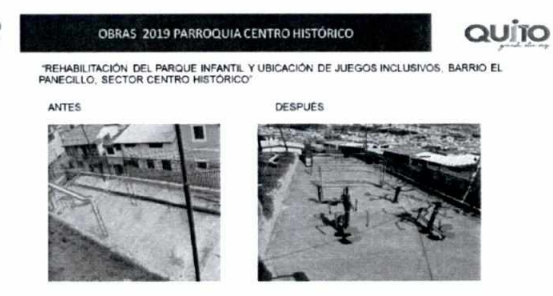 OBRAS 2019 PARROQUIA CENTRO HISTÓRICO
QUITO
"REHABILITACIÓN DEL PARQUE INFANTIL Y UBICACIÓN DE JUEGOS INCLUSIVOS, BARRIO EL
PANECILLO, SECTOR CENTRO HISTÓRICO"
ANTES
DESPUÉS